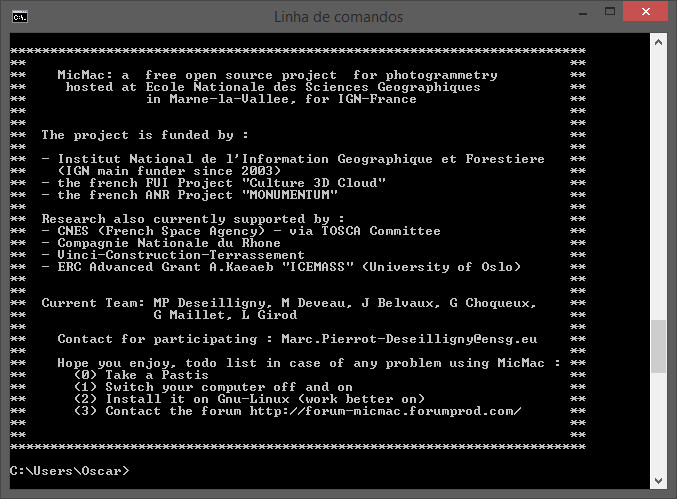 Linha de comandos
**************************************************************************
** **
** MicMac: a free open source project for photogrammetry **
** hosted at Ecole Nationale des Sciences Geographiques **
** in Marne-la-Vallee, for IGN-France **
** **
** **
** The project is funded by : **
** **
** - Institut National de l'Information Geographique et Forestiere **
** (IGN main funder since 2003) **
** - the french FUI Project "Culture 3D Cloud" **
** - the french ANR Project "MONUMENTUM" **
** **
** Research also currently supported by : **
** - CNES (French Space Agency) - via TOSCA Committee **
** - Compagnie Nationale du Rhone **
** - Vinci-Construction-Terrassement **
** - ERC Advanced Grant A.Kaeaeb "ICEMASS" (University of Oslo) **
** **
** **
** Current Team: MP Deseilligny, M Deveau, J Belvaux, G Choqueux, **
** G Maillet, L Girod **
** **
** Contact for participating : Marc.Pierrot-Deseilligny@ensg.eu **
** **
** Hope you enjoy, todo list in case of any problem using MicMac : **
** (0) Take a Pastis **
** (1) Switch your computer off and on **
** (2) Install it on Gnu-Linux (work better on) **
** (3) Contact the forum http://forum-micmac.forumprod.com/ **
** **
** **
**************************************************************************
C:\Users\Oscar>